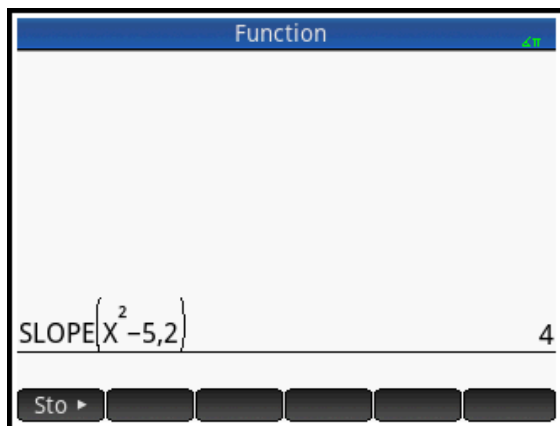 Function
∡π
SLOPE(X²–5,2) 4
Sto ►